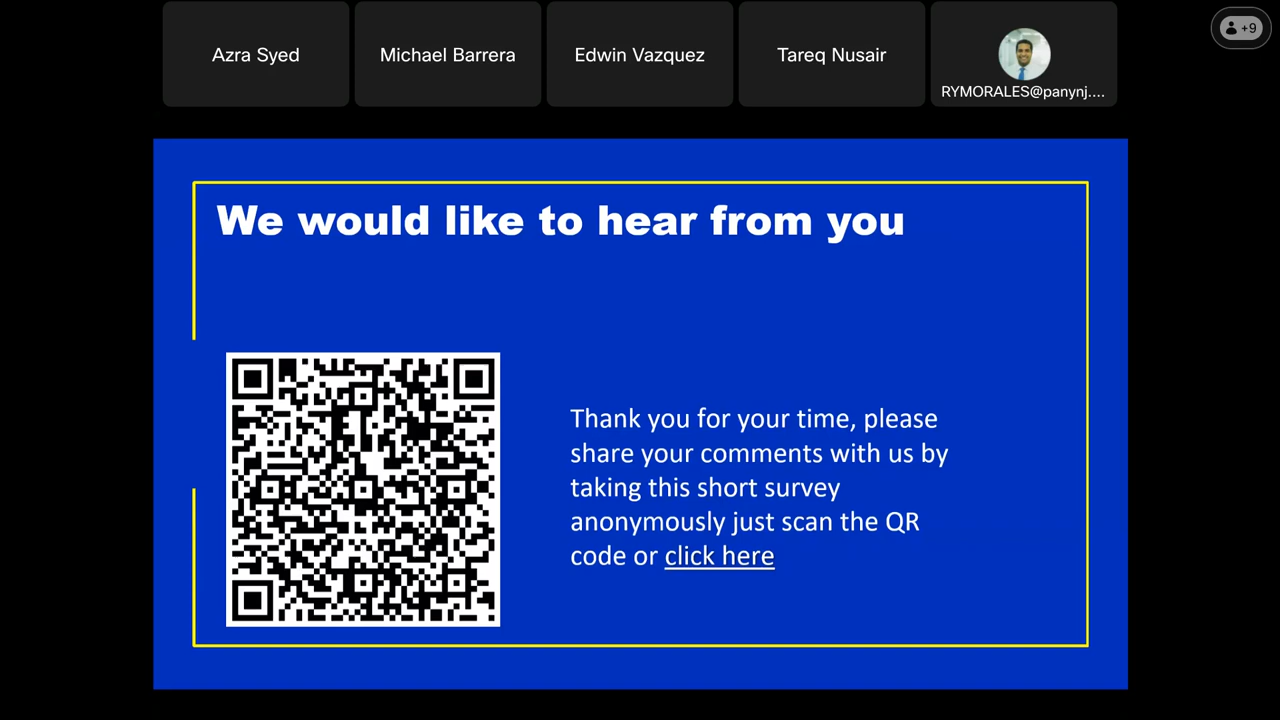 Azra Syed
Michael Barrera
Edwin Vazquez
Tareq Nusair
RYMORALES@panynj....
+9
We would like to hear from you
Thank you for your time, please
share your comments with us by
taking this short survey
anonymously just scan the QR
code or click here